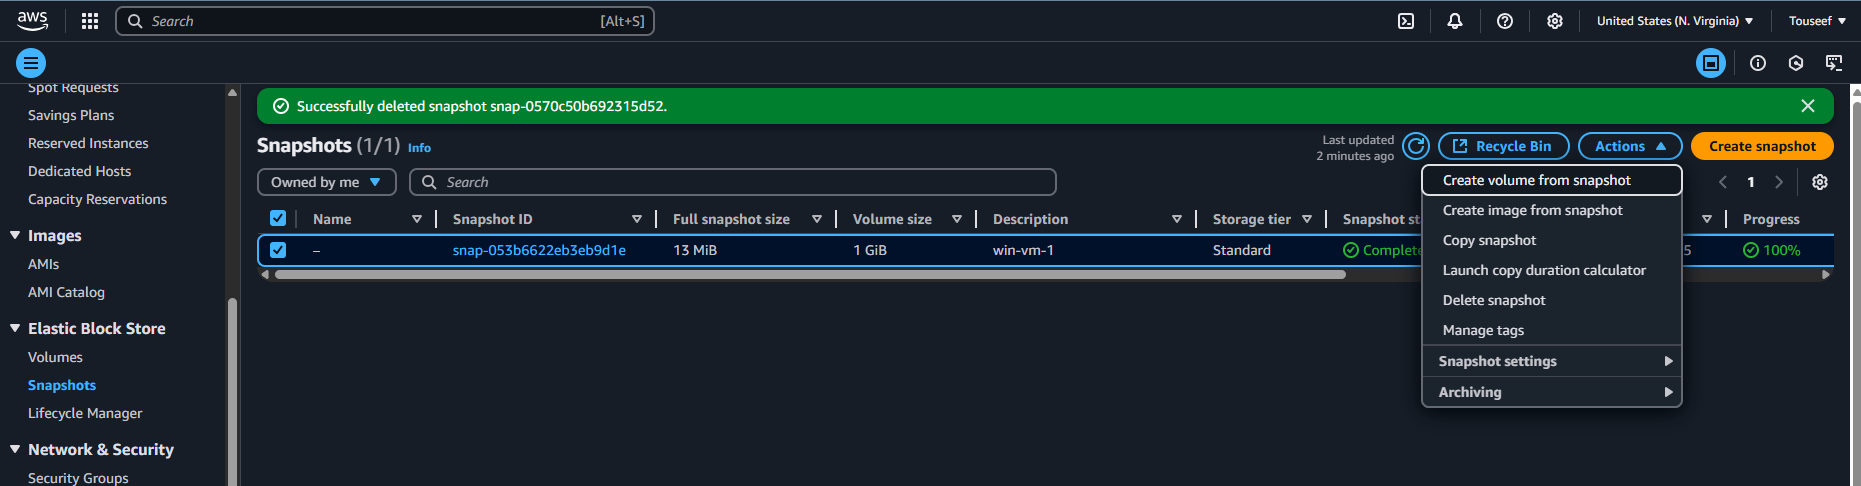 aws
Search [Alt+S]
United States (N. Virginia)
Touseef
Spot Requests
Savings Plans
Reserved Instances
Dedicated Hosts
Capacity Reservations
Images
AMIs
AMI Catalog
Elastic Block Store
Volumes
Snapshots
Lifecycle Manager
Network & Security
Security Groups
Successfully deleted snapshot snap-0570c50b692315d52.
Snapshots (1/1) Info
Last updated
2 minutes ago
Recycle Bin
Actions
Create snapshot
Owned by me
Search
1
Name Snapshot ID Full snapshot size Volume size Description Storage tier Snapshot st Progress
– snap-053b6622eb3eb9d1e 13 MiB 1 GiB win-vm-1 Standard Complete 5 100%
Create volume from snapshot
Create image from snapshot
Copy snapshot
Launch copy duration calculator
Delete snapshot
Manage tags
Snapshot settings
Archiving